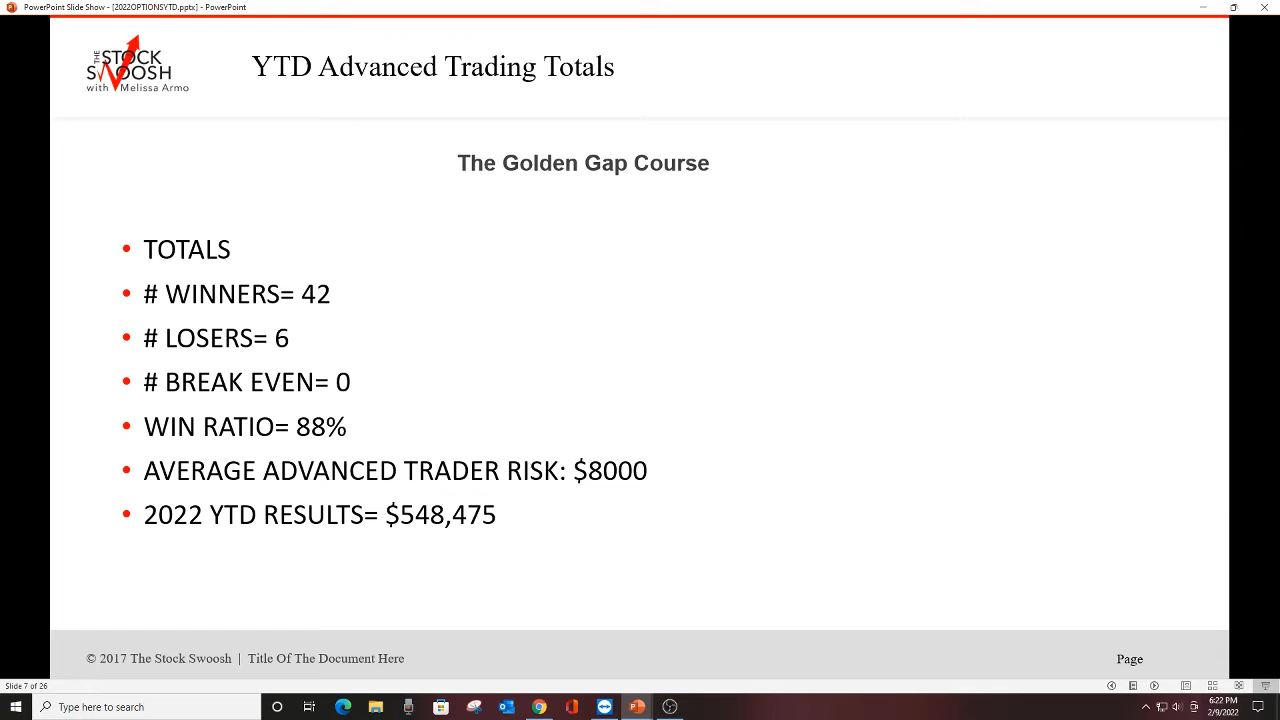 PowerPoint Slide Show - [2022OPTIONSYTD.pptx] - PowerPoint
THE STOCK SWOOSH
with Melissa Armo
YTD Advanced Trading Totals
The Golden Gap Course
• TOTALS
• # WINNERS= 42
• # LOSERS= 6
• # BREAK EVEN= 0
• WIN RATIO= 88%
• AVERAGE ADVANCED TRADER RISK: $8000
• 2022 YTD RESULTS= $548,475
© 2017 The Stock Swoosh | Title Of The Document Here
Page
Slide 7 of 26
Type here to search
6:22 PM
2/9/2022